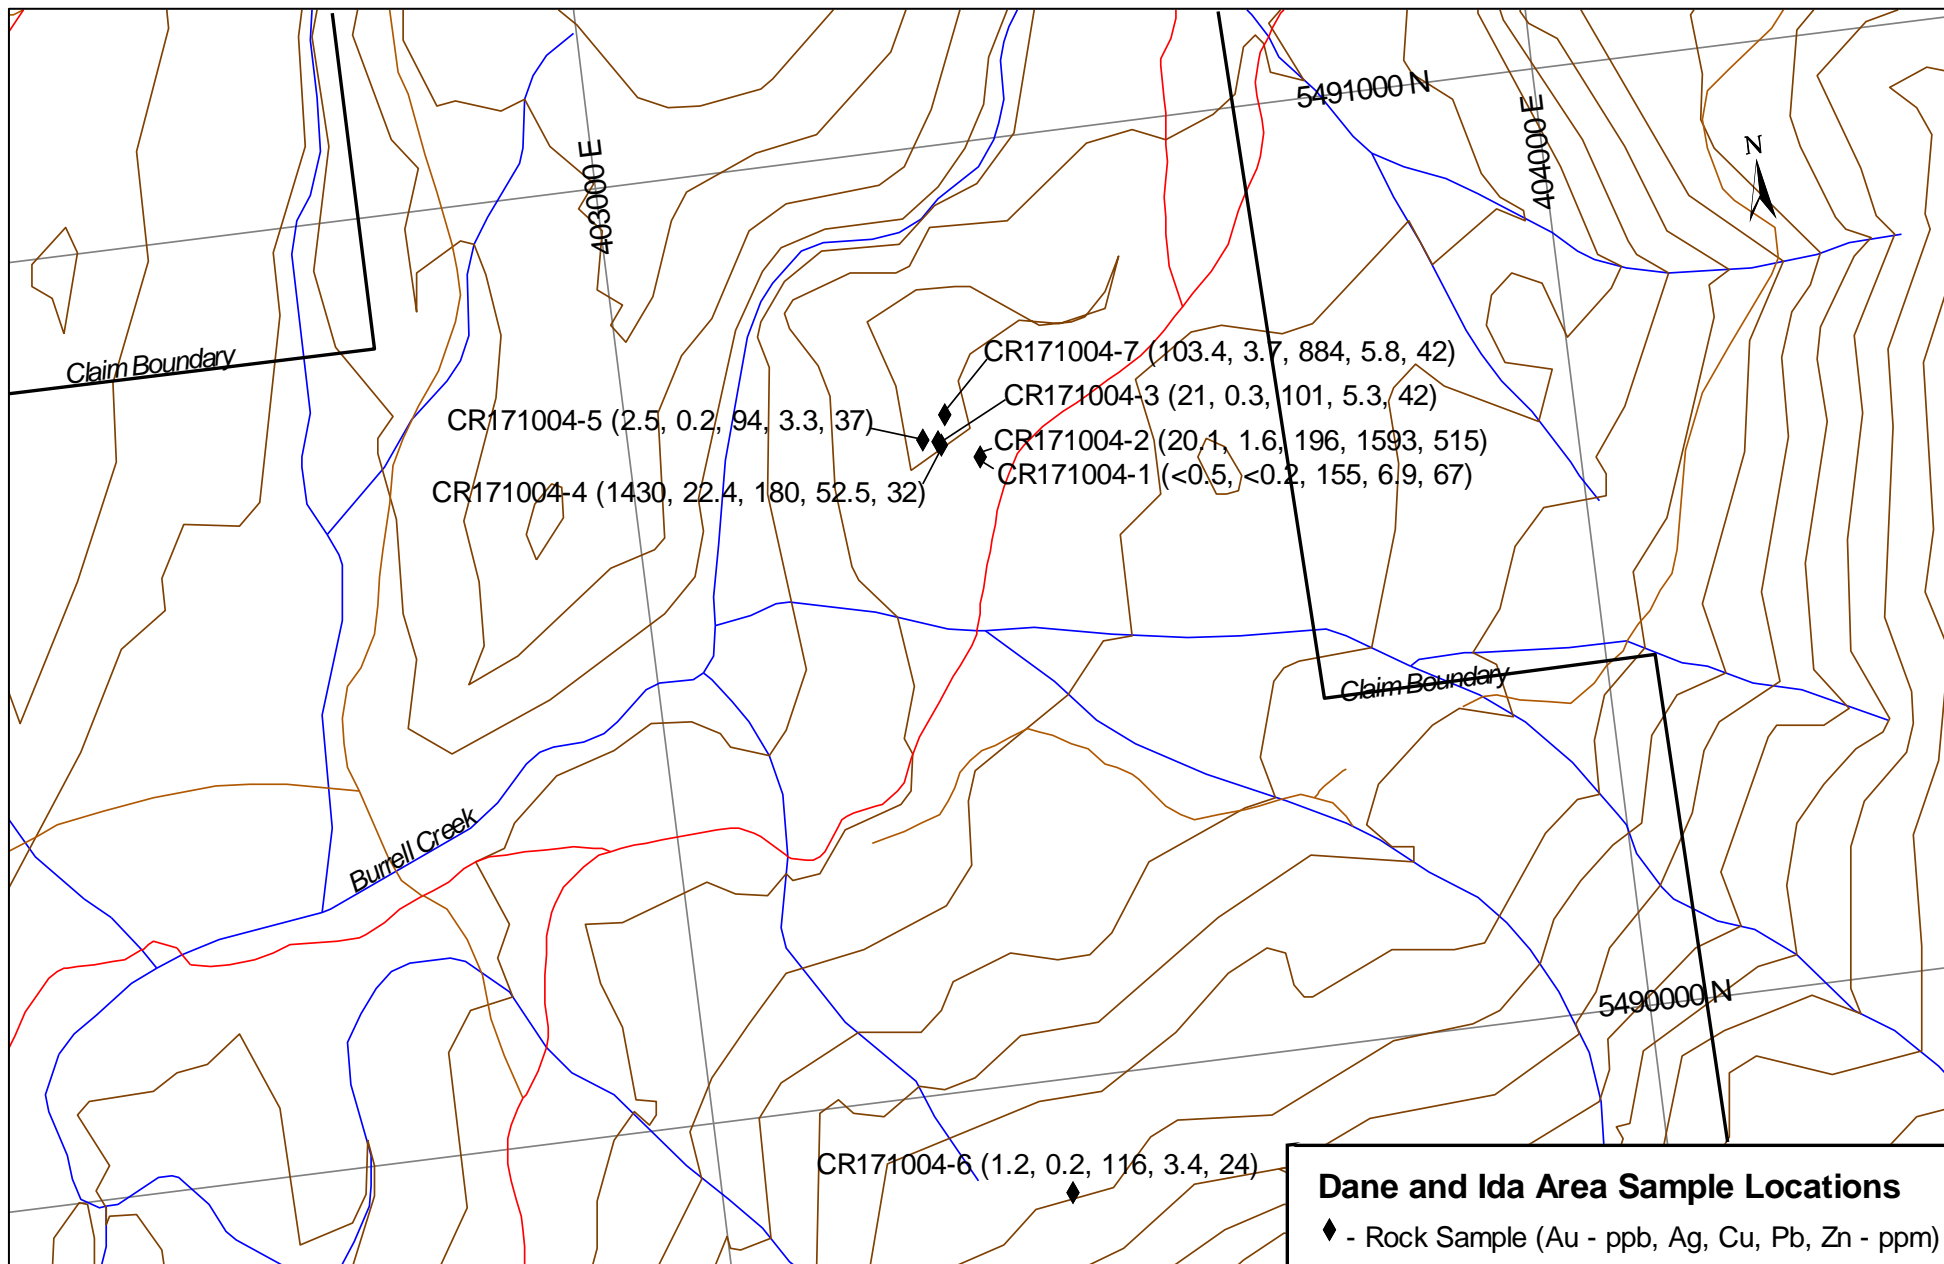 5491000 N
403000 E
404000 E
N
Claim Boundary
CR171004-7 (103.4, 3.7, 884, 5.8, 42)
CR171004-3 (21, 0.3, 101, 5.3, 42)
CR171004-5 (2.5, 0.2, 94, 3.3, 37)
CR171004-2 (20.1, 1.6, 196, 1593, 515)
CR171004-1 (<0.5, <0.2, 155, 6.9, 67)
CR171004-4 (1430, 22.4, 180, 52.5, 32)
Claim Boundary
Burrell Creek
5490000 N
CR171004-6 (1.2, 0.2, 116, 3.4, 24)
Dane and Ida Area Sample Locations
- Rock Sample (Au - ppb, Ag, Cu, Pb, Zn - ppm)